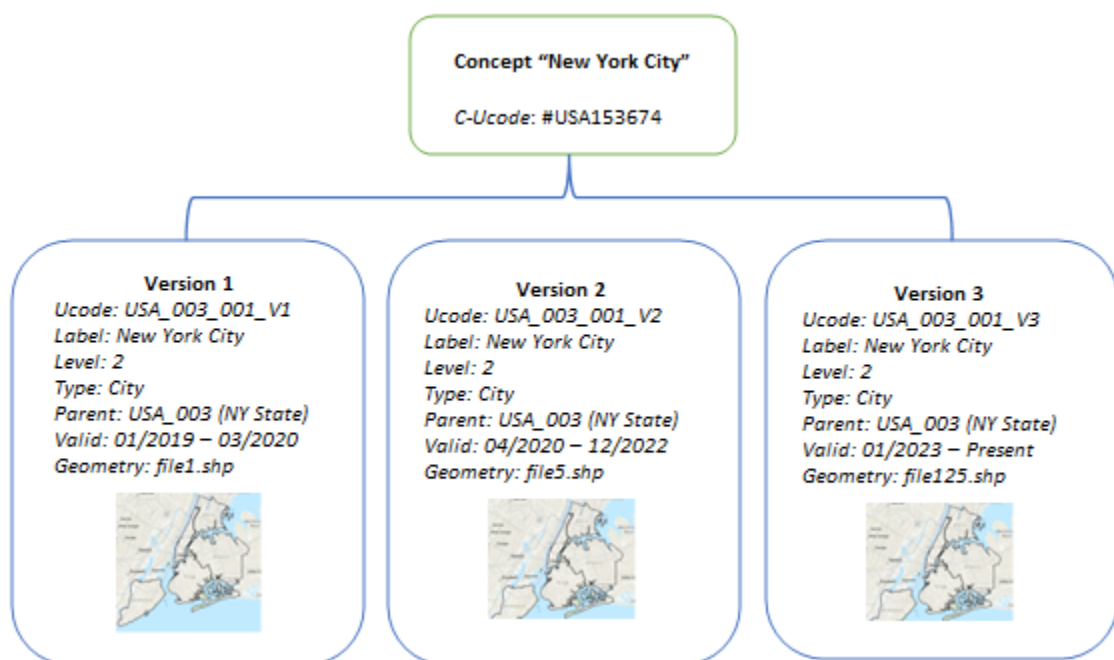 Concept “New York City”
C-Ucode: #USA153674
Version 1
Ucode: USA_003_001_V1
Label: New York City
Level: 2
Type: City
Parent: USA_003 (NY State)
Valid: 01/2019 – 03/2020
Geometry: file1.shp
Version 2
Ucode: USA_003_001_V2
Label: New York City
Level: 2
Type: City
Parent: USA_003 (NY State)
Valid: 04/2020 – 12/2022
Geometry: file5.shp
Version 3
Ucode: USA_003_001_V3
Label: New York City
Level: 2
Type: City
Parent: USA_003 (NY State)
Valid: 01/2023 – Present
Geometry: file125.shp